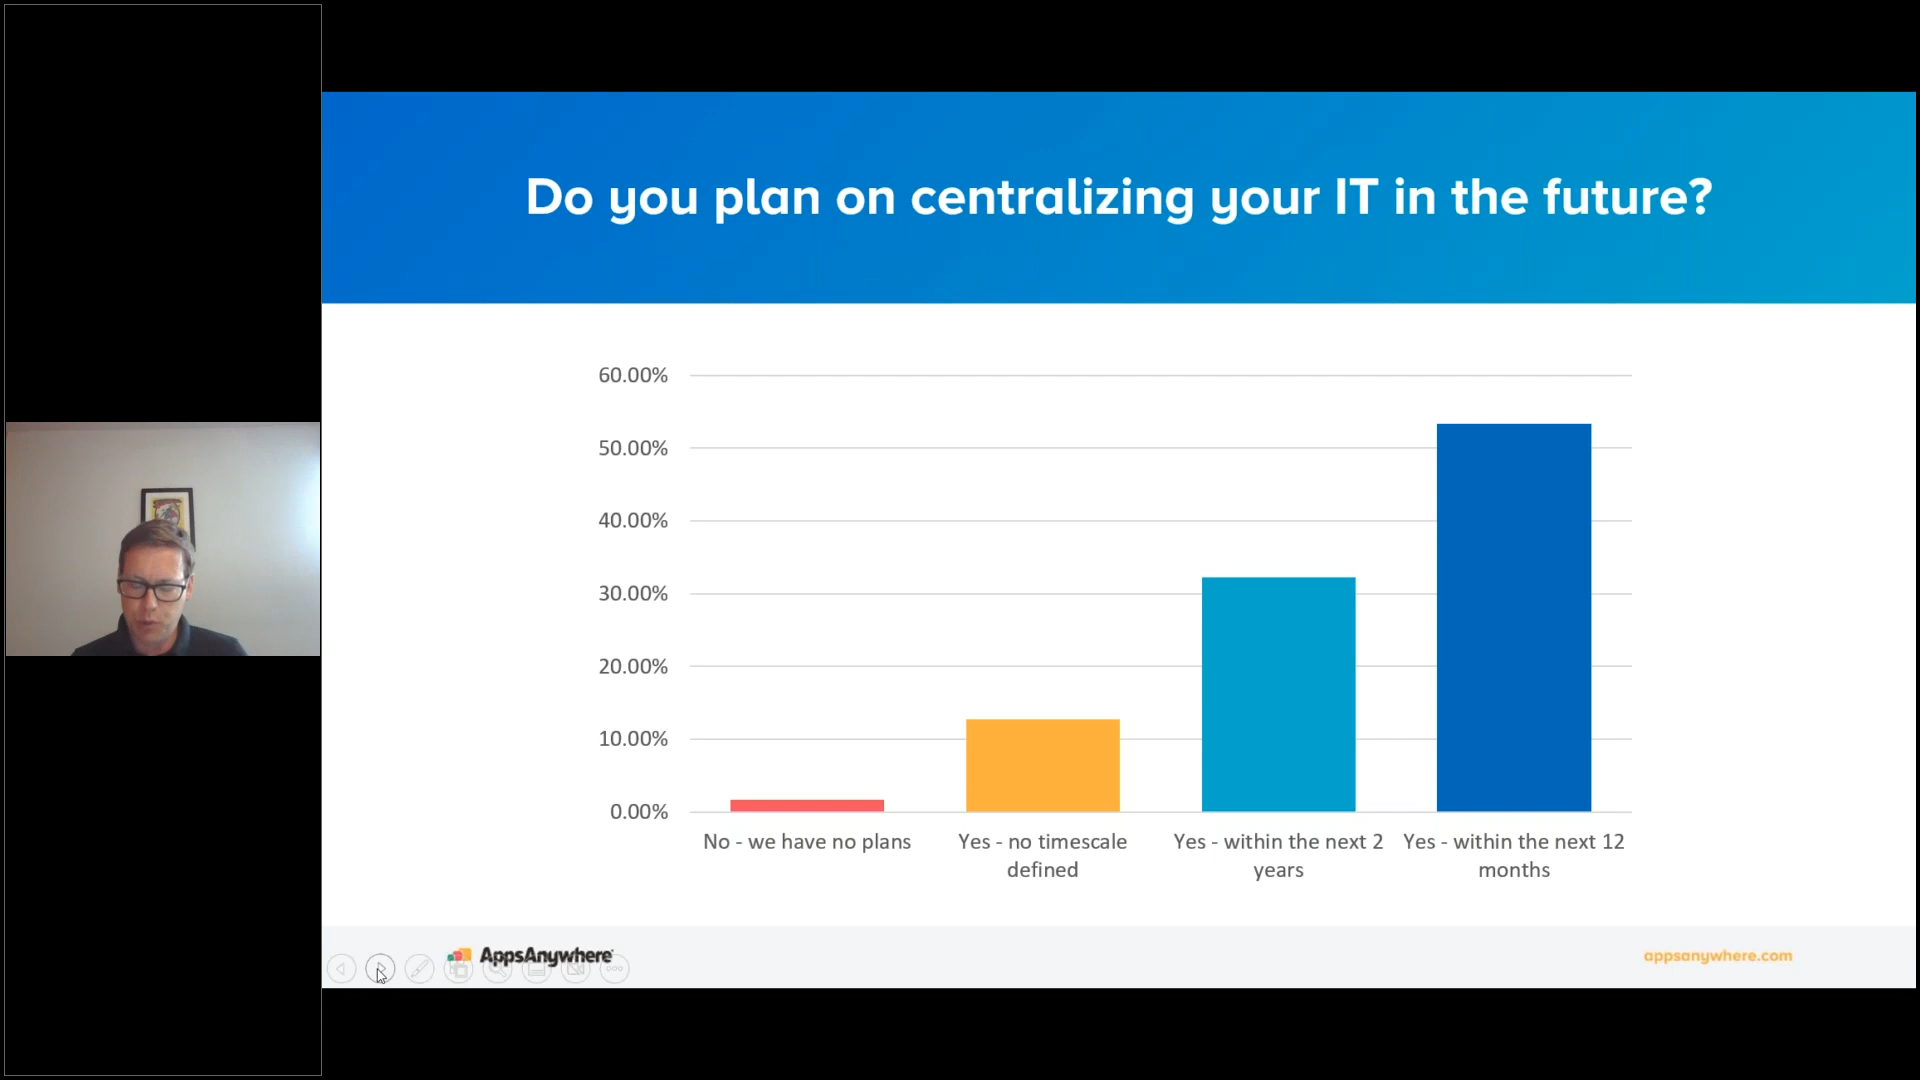 Do you plan on centralizing your IT in the future?
60.00%
50.00%
40.00%
30.00%
20.00%
10.00%
0.00%
No - we have no plans
Yes - no timescale
defined
Yes - within the next 2
years
Yes - within the next 12
months
AppsAnywhere
appsanywhere.com